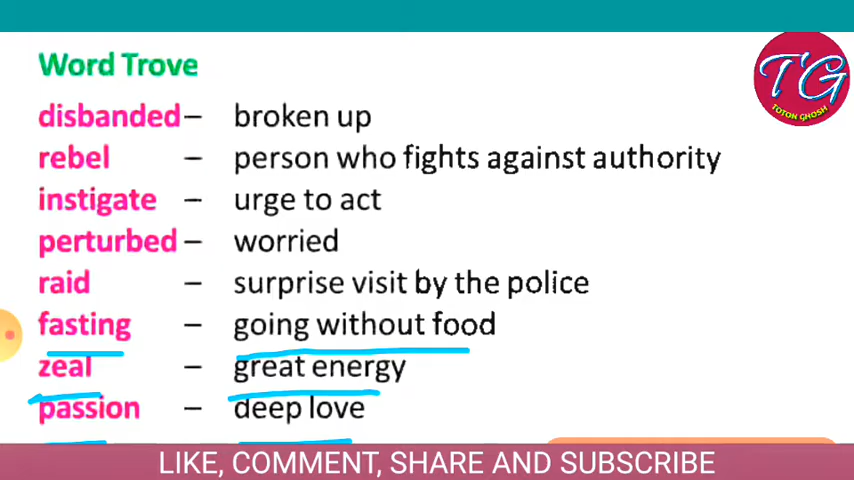 Word Trove
TG
TOTOK GHOSH
disbanded – broken up
rebel – person who fights against authority
instigate – urge to act
perturbed – worried
raid – surprise visit by the police
fasting – going without food
zeal – great energy
passion – deep love
LIKE, COMMENT, SHARE AND SUBSCRIBE